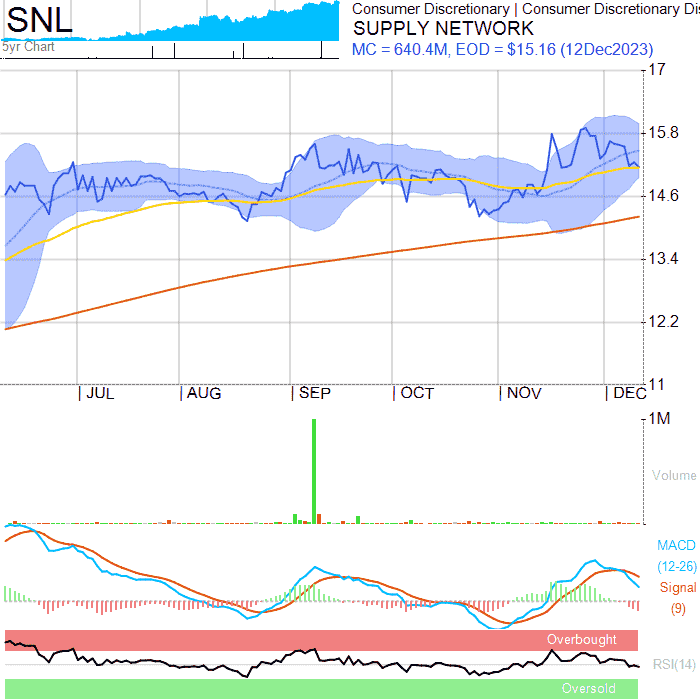 SNL
5yr Chart
Consumer Discretionary | Consumer Discretionary Dis
SUPPLY NETWORK
MC = 640.4M, EOD = $15.16 (12Dec2023)
17
15.8
14.6
13.4
12.2
11
| JUL | AUG | SEP | OCT | NOV | DEC
1M
Volume
MACD
(12-26)
Signal
(9)
Overbought
RSI(14)
Oversold